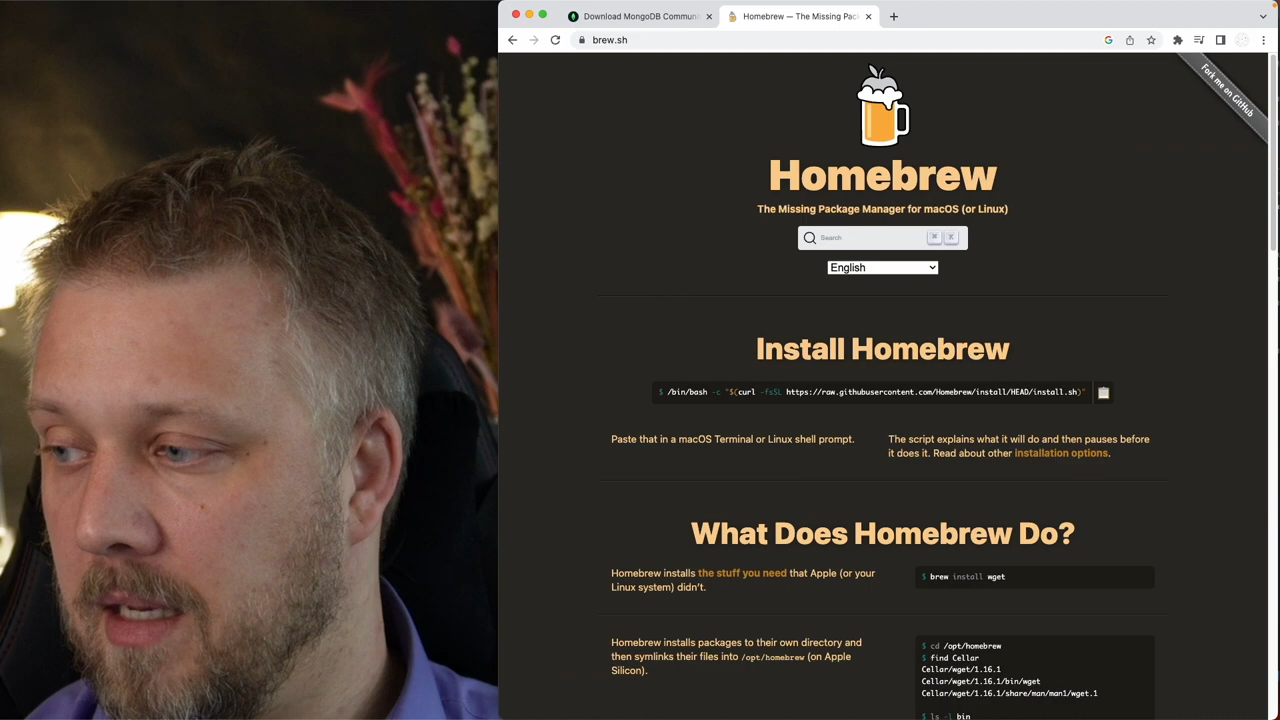 Download MongoDB Communi
Homebrew — The Missing Pac
brew.sh
Fork me on GitHub
Homebrew
The Missing Package Manager for macOS (or Linux)
Search
K
English
Install Homebrew
$ /bin/bash -c "$(curl -fsSL https://raw.githubusercontent.com/Homebrew/install/HEAD/install.sh)"
Paste that in a macOS Terminal or Linux shell prompt.
The script explains what it will do and then pauses before
it does it. Read about other installation options.
What Does Homebrew Do?
Homebrew installs the stuff you need that Apple (or your
Linux system) didn’t.
$ brew install wget
Homebrew installs packages to their own directory and
then symlinks their files into /opt/homebrew (on Apple
Silicon).
$ cd /opt/homebrew
$ find Cellar
Cellar/wget/1.16.1
Cellar/wget/1.16.1/bin/wget
Cellar/wget/1.16.1/share/man/man1/wget.1
$ ls -l bin